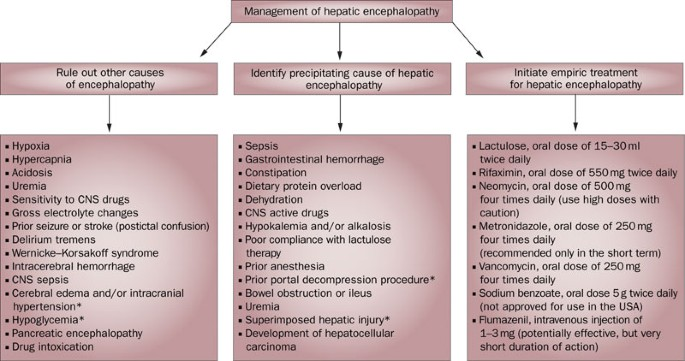 Management of hepatic encephalopathy
Rule out other causes
of encephalopathy
Identify precipitating cause of hepatic
encephalopathy
Initiate empiric treatment
for hepatic encephalopathy
▪ Hypoxia
▪ Hypercapnia
▪ Acidosis
▪ Uremia
▪ Sensitivity to CNS drugs
▪ Gross electrolyte changes
▪ Prior seizure or stroke (postictal confusion)
▪ Delirium tremens
▪ Wernicke–Korsakoff syndrome
▪ Intracerebral hemorrhage
▪ CNS sepsis
▪ Cerebral edema and/or intracranial
hypertension*
▪ Hypoglycemia*
▪ Pancreatic encephalopathy
▪ Drug intoxication
▪ Sepsis
▪ Gastrointestinal hemorrhage
▪ Constipation
▪ Dietary protein overload
▪ Dehydration
▪ CNS active drugs
▪ Hypokalemia and/or alkalosis
▪ Poor compliance with lactulose
therapy
▪ Prior anesthesia
▪ Prior portal decompression procedure*
▪ Bowel obstruction or ileus
▪ Uremia
▪ Superimposed hepatic injury*
▪ Development of hepatocellular
carcinoma
▪ Lactulose, oral dose of 15–30 ml
twice daily
▪ Rifaximin, oral dose of 550 mg twice daily
▪ Neomycin, oral dose of 500 mg
four times daily (use high doses with
caution)
▪ Metronidazole, oral dose of 250 mg
four times daily
(recommended only in the short term)
▪ Vancomycin, oral dose of 250 mg
four times daily
▪ Sodium benzoate, oral dose 5 g twice daily
(not approved for use in the USA)
▪ Flumazenil, intravenous injection of
1–3 mg (potentially effective, but very
short duration of action)